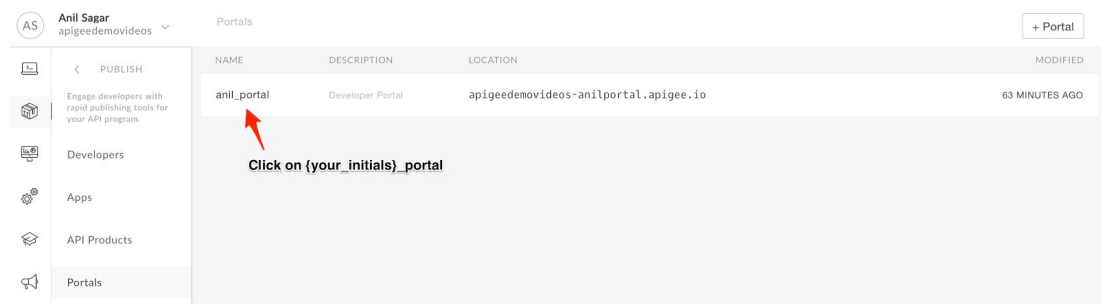 AS
Anil Sagar
apigeedemovideos
Portals
+ Portal
PUBLISH
Engage developers with
rapid publishing tools for
your API program.
Developers
Apps
API Products
Portals
NAME DESCRIPTION LOCATION MODIFIED
anil_portal Developer Portal apigeedemovideos-anilportal.apigee.io 63 MINUTES AGO
Click on {your_initials}_portal